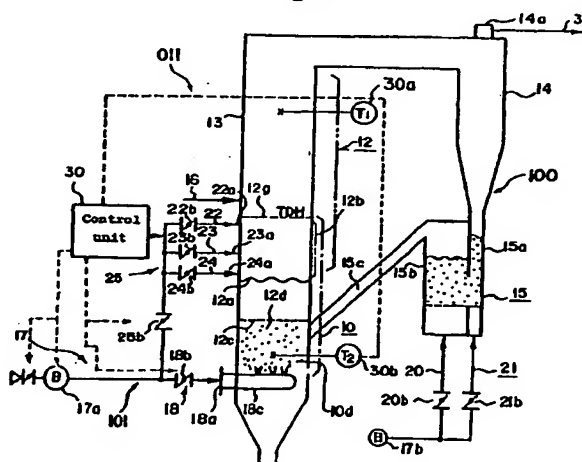 14a
3
011
30a
T1
14
13
12
100
30
16
22a
12g
TDH
12b
Control unit
22b
22
23b
23
23a
24
24a
25
24b
12a
15c
15a
15b
15
12d
12c
10
25b
17
18b
T2
30b
20
21
B
17a
18
18a
18c
10d
20b
21b
101
B
17b